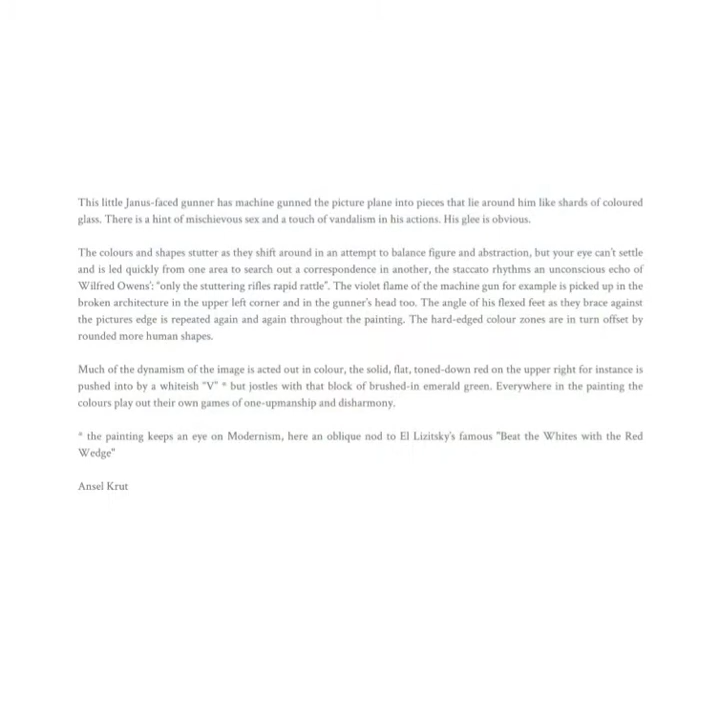 This little Janus-faced gunner has machine gunned the picture plane into pieces that lie around him like shards of coloured
glass. There is a hint of mischievous sex and a touch of vandalism in his actions. His glee is obvious.
The colours and shapes stutter as they shift around in an attempt to balance figure and abstraction, but your eye can't settle
and is led quickly from one area to search out a correspondence in another, the staccato rhythms an unconscious echo of
Wilfred Owens': "only the stuttering rifles rapid rattle". The violet flame of the machine gun for example is picked up in the
broken architecture in the upper left corner and in the gunner's head too. The angle of his flexed feet as they brace against
the pictures edge is repeated again and again throughout the painting. The hard-edged colour zones are in turn offset by
rounded more human shapes.
Much of the dynamism of the image is acted out in colour, the solid, flat, toned-down red on the upper right for instance is
pushed into by a whiteish "V" * but jostles with that block of brushed-in emerald green. Everywhere in the painting the
colours play out their own games of one-upmanship and disharmony.
* the painting keeps an eye on Modernism, here an oblique nod to El Lizitsky's famous "Beat the Whites with the Red
Wedge"
Ansel Krut